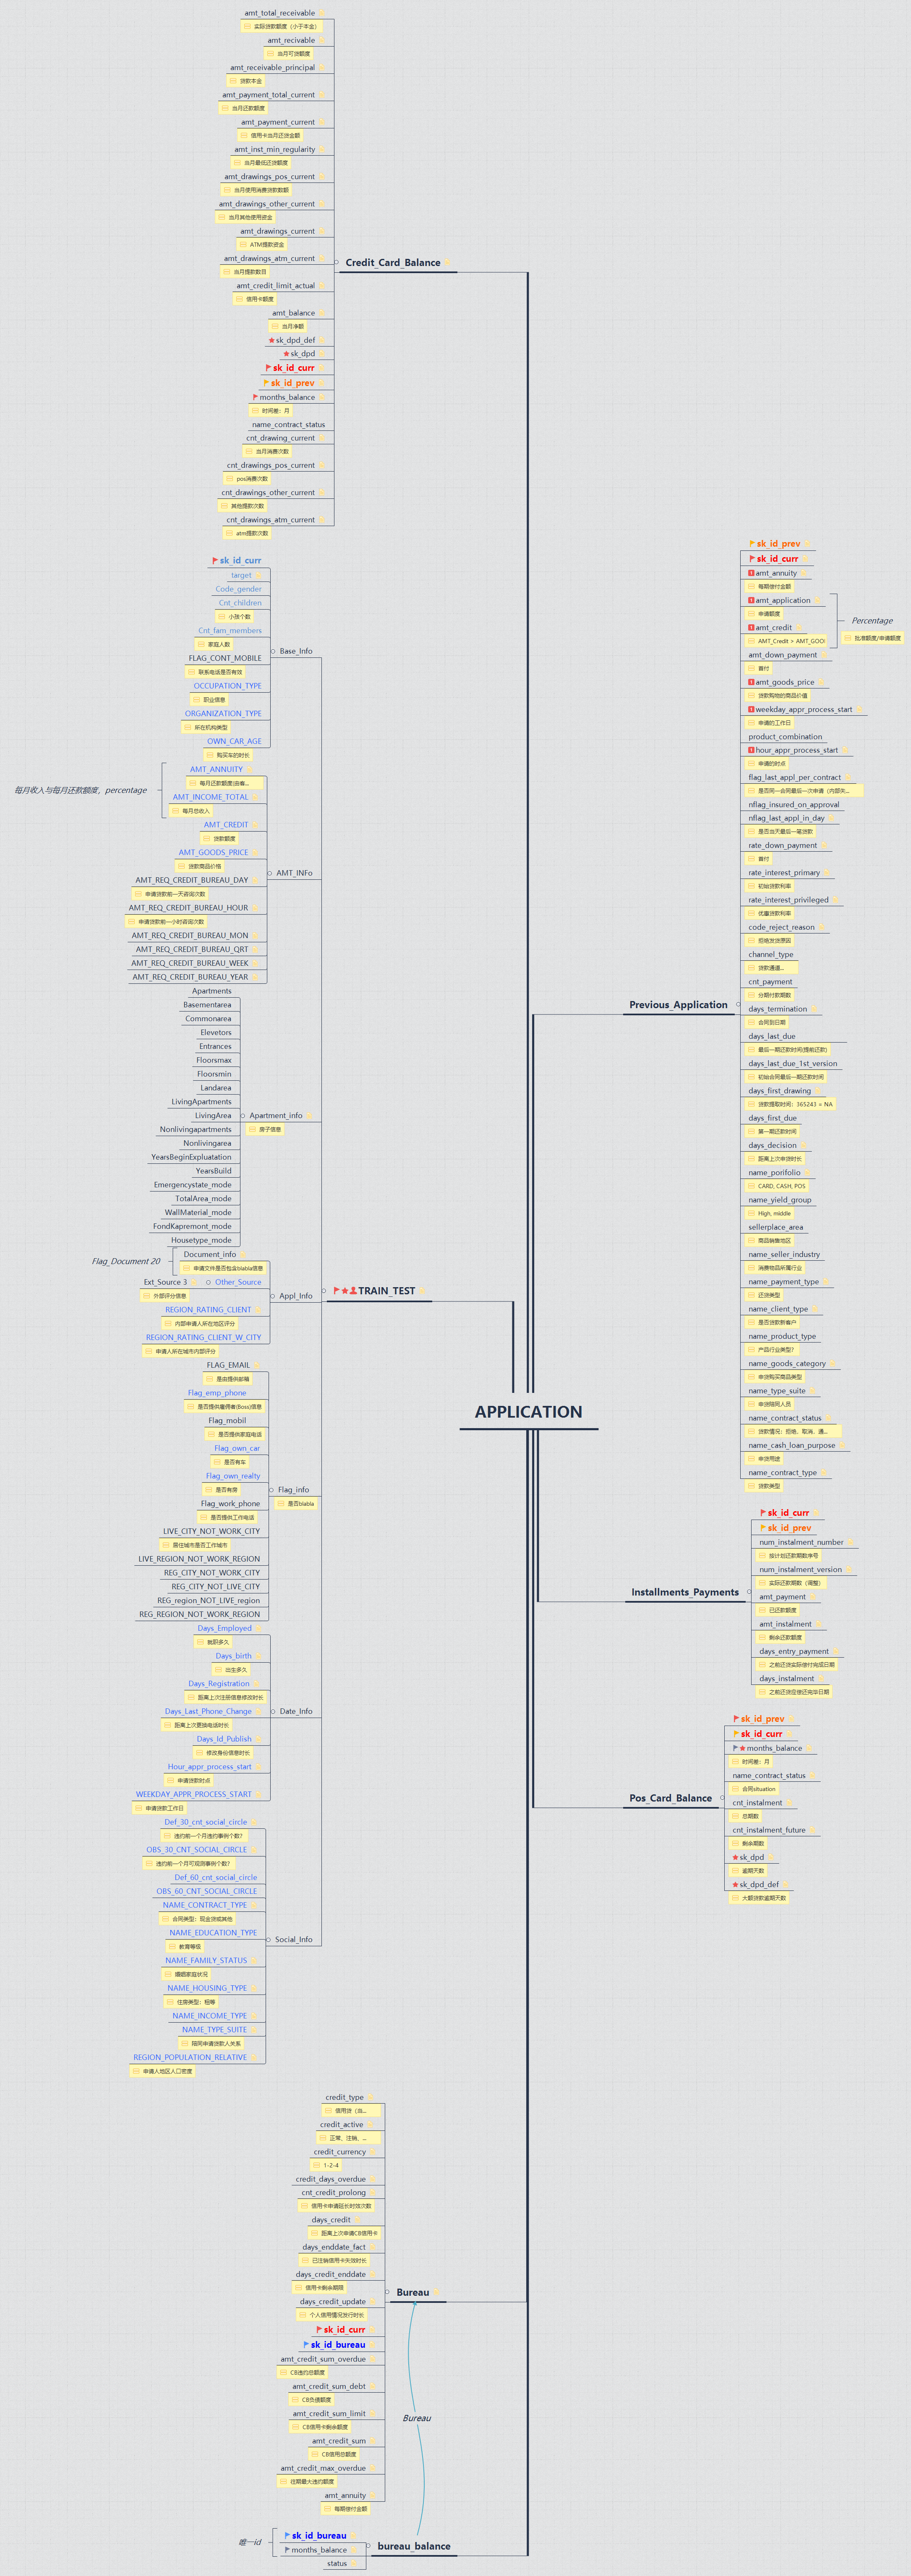 APPLICATION
Credit_Card_Balance
amt_total_receivable
实际贷款额度（小于本金）
amt_recivable
当月可贷额度
amt_receivable_principal
贷款本金
amt_payment_total_current
当月还款额度
amt_payment_current
信用卡当月还贷金额
amt_inst_min_regularity
当月最低还贷额度
amt_drawings_pos_current
当月使用消费贷款数额
amt_drawings_other_current
当月其他使用资金
amt_drawings_current
ATM提款资金
amt_drawings_atm_current
当月提款数目
amt_credit_limit_actual
信用卡额度
amt_balance
当月净额
sk_dpd_def
sk_dpd
sk_id_curr
sk_id_prev
months_balance
时间差：月
name_contract_status
cnt_drawing_current
当月消费次数
cnt_drawings_pos_current
pos消费次数
cnt_drawings_other_current
其他提款次数
cnt_drawings_atm_current
atm提款次数
TRAIN_TEST
Base_Info
sk_id_curr
target
Code_gender
Cnt_children
小孩个数
Cnt_fam_members
家庭人数
FLAG_CONT_MOBILE
联系电话是否有效
OCCUPATION_TYPE
职业信息
ORGANIZATION_TYPE
所在机构类型
OWN_CAR_AGE
购买车的时长
AMT_INFo
每月收入与每月还款额度，percentage
AMT_ANNUITY
每月还款额度(由客...
AMT_INCOME_TOTAL
每月总收入
AMT_CREDIT
贷款额度
AMT_GOODS_PRICE
贷款商品价格
AMT_REQ_CREDIT_BUREAU_DAY
申请贷款前一天咨询次数
AMT_REQ_CREDIT_BUREAU_HOUR
申请贷款前一小时咨询次数
AMT_REQ_CREDIT_BUREAU_MON
AMT_REQ_CREDIT_BUREAU_QRT
AMT_REQ_CREDIT_BUREAU_WEEK
AMT_REQ_CREDIT_BUREAU_YEAR
Apartment_info
房子信息
Apartments
Basementarea
Commonarea
Elevetors
Entrances
Floorsmax
Floorsmin
Landarea
LivingApartments
LivingArea
Nonlivingapartments
Nonlivingarea
YearsBeginExpluatation
YearsBuild
Emergencystate_mode
TotalArea_mode
WallMaterial_mode
FondKapremont_mode
Housetype_mode
Appl_Info
Flag_Document 20
Document_info
申请文件是否包含blabla信息
Ext_Source 3
Other_Source
外部评分信息
REGION_RATING_CLIENT
内部申请人所在地区评分
REGION_RATING_CLIENT_W_CITY
申请人所在城市内部评分
Flag_info
是否blabla
FLAG_EMAIL
是由提供邮箱
Flag_emp_phone
是否提供雇佣者(Boss)信息
Flag_mobil
是否提供家庭电话
Flag_own_car
是否有车
Flag_own_realty
是否有房
Flag_work_phone
是否提供工作电话
LIVE_CITY_NOT_WORK_CITY
居住城市是否工作城市
LIVE_REGION_NOT_WORK_REGION
REG_CITY_NOT_WORK_CITY
REG_CITY_NOT_LIVE_CITY
REG_region_NOT_LIVE_region
REG_REGION_NOT_WORK_REGION
Date_Info
Days_Employed
就职多久
Days_birth
出生多久
Days_Registration
距离上次注册信息修改时长
Days_Last_Phone_Change
距离上次更换电话时长
Days_Id_Publish
修改身份信息时长
Hour_appr_process_start
申请贷款时点
WEEKDAY_APPR_PROCESS_START
申请贷款工作日
Social_Info
Def_30_cnt_social_circle
违约前一个月违约事例个数?
OBS_30_CNT_SOCIAL_CIRCLE
违约前一个月可观测事例个数?
Def_60_cnt_social_circle
OBS_60_CNT_SOCIAL_CIRCLE
NAME_CONTRACT_TYPE
合同类型：现金贷或其他
NAME_EDUCATION_TYPE
教育等级
NAME_FAMILY_STATUS
婚姻家庭状况
NAME_HOUSING_TYPE
住房类型：租等
NAME_INCOME_TYPE
NAME_TYPE_SUITE
陪同申请贷款人关系
REGION_POPULATION_RELATIVE
申请人地区人口密度
Bureau
credit_type
信用贷（当...
credit_active
正常、注销、...
credit_currency
1-2-4
credit_days_overdue
cnt_credit_prolong
信用卡申请延长时效次数
days_credit
距离上次申请CB信用卡
days_enddate_fact
已注销信用卡失效时长
days_credit_enddate
信用卡剩余期限
days_credit_update
个人信用情况发行时长
sk_id_curr
sk_id_bureau
amt_credit_sum_overdue
CB违约总额度
amt_credit_sum_debt
CB负债额度
amt_credit_sum_limit
CB信用卡剩余额度
amt_credit_sum
CB信用总额度
amt_credit_max_overdue
往期最大违约额度
amt_annuity
每期偿付金额
Bureau
bureau_balance
唯一id
sk_id_bureau
months_balance
status
Previous_Application
sk_id_prev
sk_id_curr
amt_annuity
每期偿付金额
amt_application
申请额度
amt_credit
AMT_Credit > AMT_GOOI
Percentage
批准额度/申请额度
amt_down_payment
首付
amt_goods_price
贷款购物的商品价值
weekday_appr_process_start
申请的工作日
product_combination
hour_appr_process_start
申请的时点
flag_last_appl_per_contract
是否同一合同最后一次申请（内部失...
nflag_insured_on_approval
nflag_last_appl_in_day
是否当天最后一笔贷款
rate_down_payment
首付
rate_interest_primary
初始贷款利率
rate_interest_privileged
优惠贷款利率
code_reject_reason
拒绝发贷原因
channel_type
贷款通道...
cnt_payment
分期付款期数
days_termination
合同到日期
days_last_due
最后一期还款时间(提前还款)
days_last_due_1st_version
初始合同最后一期还款时间
days_first_drawing
贷款提取时间：365243 = NA
days_first_due
第一期还款时间
days_decision
距离上次申贷时长
name_porifolio
CARD, CASH, POS
name_yield_group
High, middle
sellerplace_area
商品销售地区
name_seller_industry
消费物品所属行业
name_payment_type
还贷类型
name_client_type
是否贷款新客户
name_product_type
产品行业类型?
name_goods_category
申贷购买商品类型
name_type_suite
申贷陪同人员
name_contract_status
贷款情况：拒绝、取消、通...
name_cash_loan_purpose
申贷用途
name_contract_type
贷款类型
Installments_Payments
sk_id_curr
sk_id_prev
num_instalment_number
按计划还款期数序号
num_instalment_version
实际还款期数（调整）
amt_payment
已还款额度
amt_instalment
剩余还款额度
days_entry_payment
之前还贷实际偿付完成日期
days_instalment
之前还贷应偿还完毕日期
Pos_Card_Balance
sk_id_prev
sk_id_curr
months_balance
时间差：月
name_contract_status
合同situation
cnt_instalment
总期数
cnt_instalment_future
剩余期数
sk_dpd
逾期天数
sk_dpd_def
大额贷款逾期天数